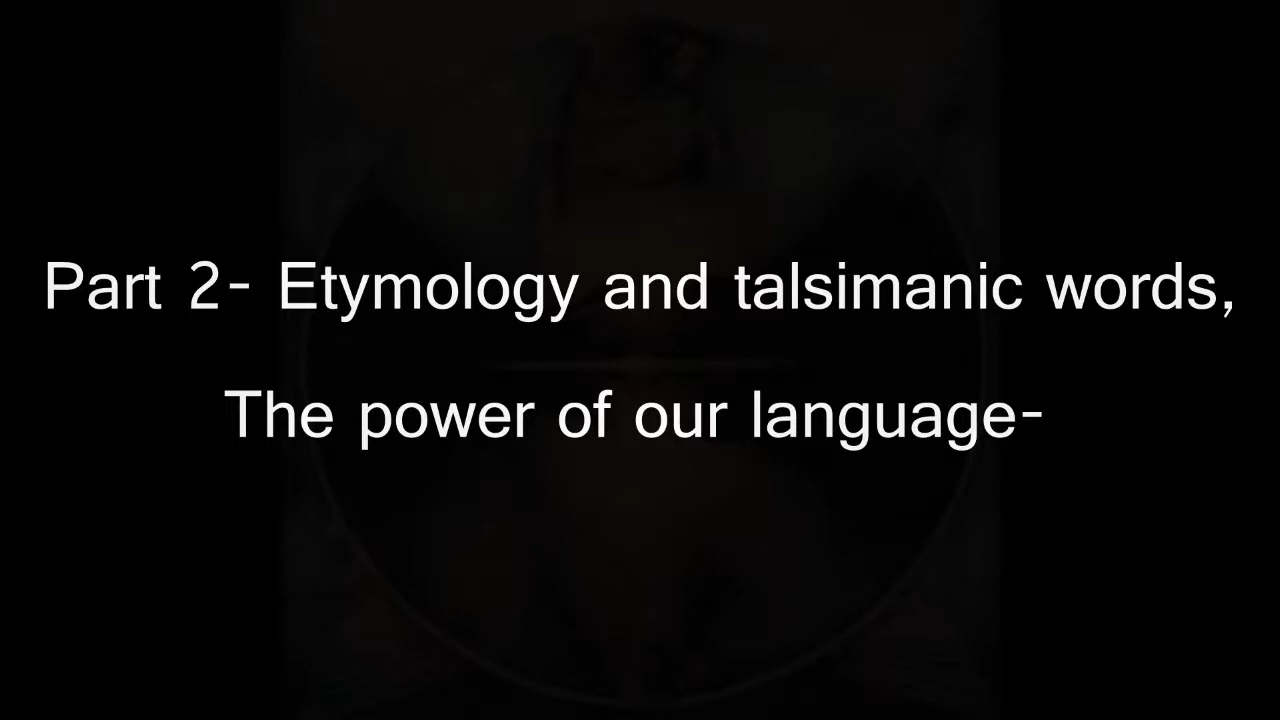 Part 2- Etymology and talsimanic words,
The power of our language-